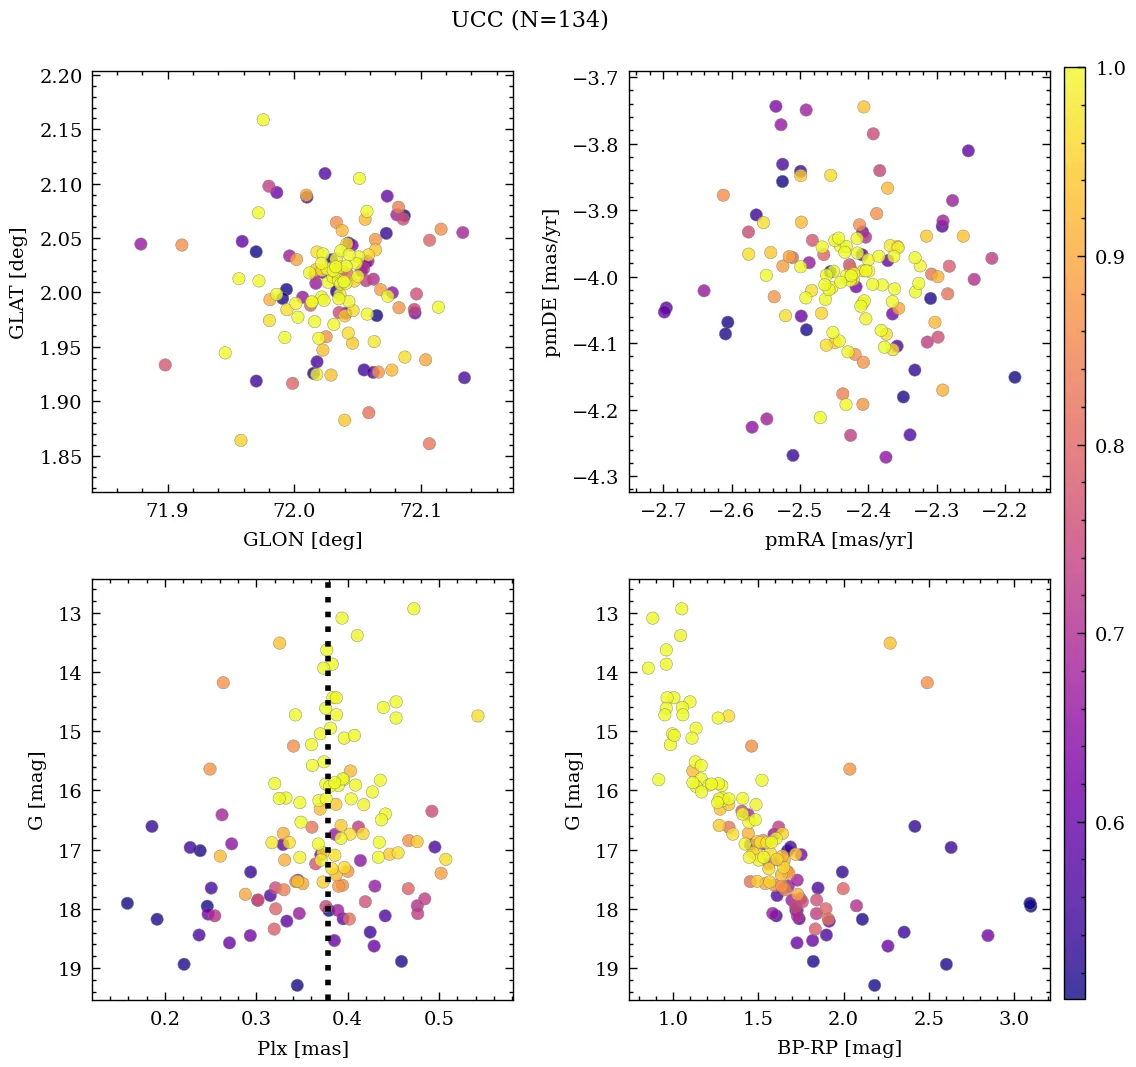 UCC (N=134)
2.20
2.15
2.10
2.05
2.00
1.95
1.90
1.85
GLAT [deg]
71.9 72.0 72.1
GLON [deg]
−3.7
−3.8
−3.9
−4.0
−4.1
−4.2
−4.3
pmDE [mas/yr]
−2.7 −2.6 −2.5 −2.4 −2.3 −2.2
pmRA [mas/yr]
1.0
0.9
0.8
0.7
0.6
13
14
15
16
17
18
19
G [mag]
0.2 0.3 0.4 0.5
Plx [mas]
13
14
15
16
17
18
19
G [mag]
1.0 1.5 2.0 2.5 3.0
BP-RP [mag]